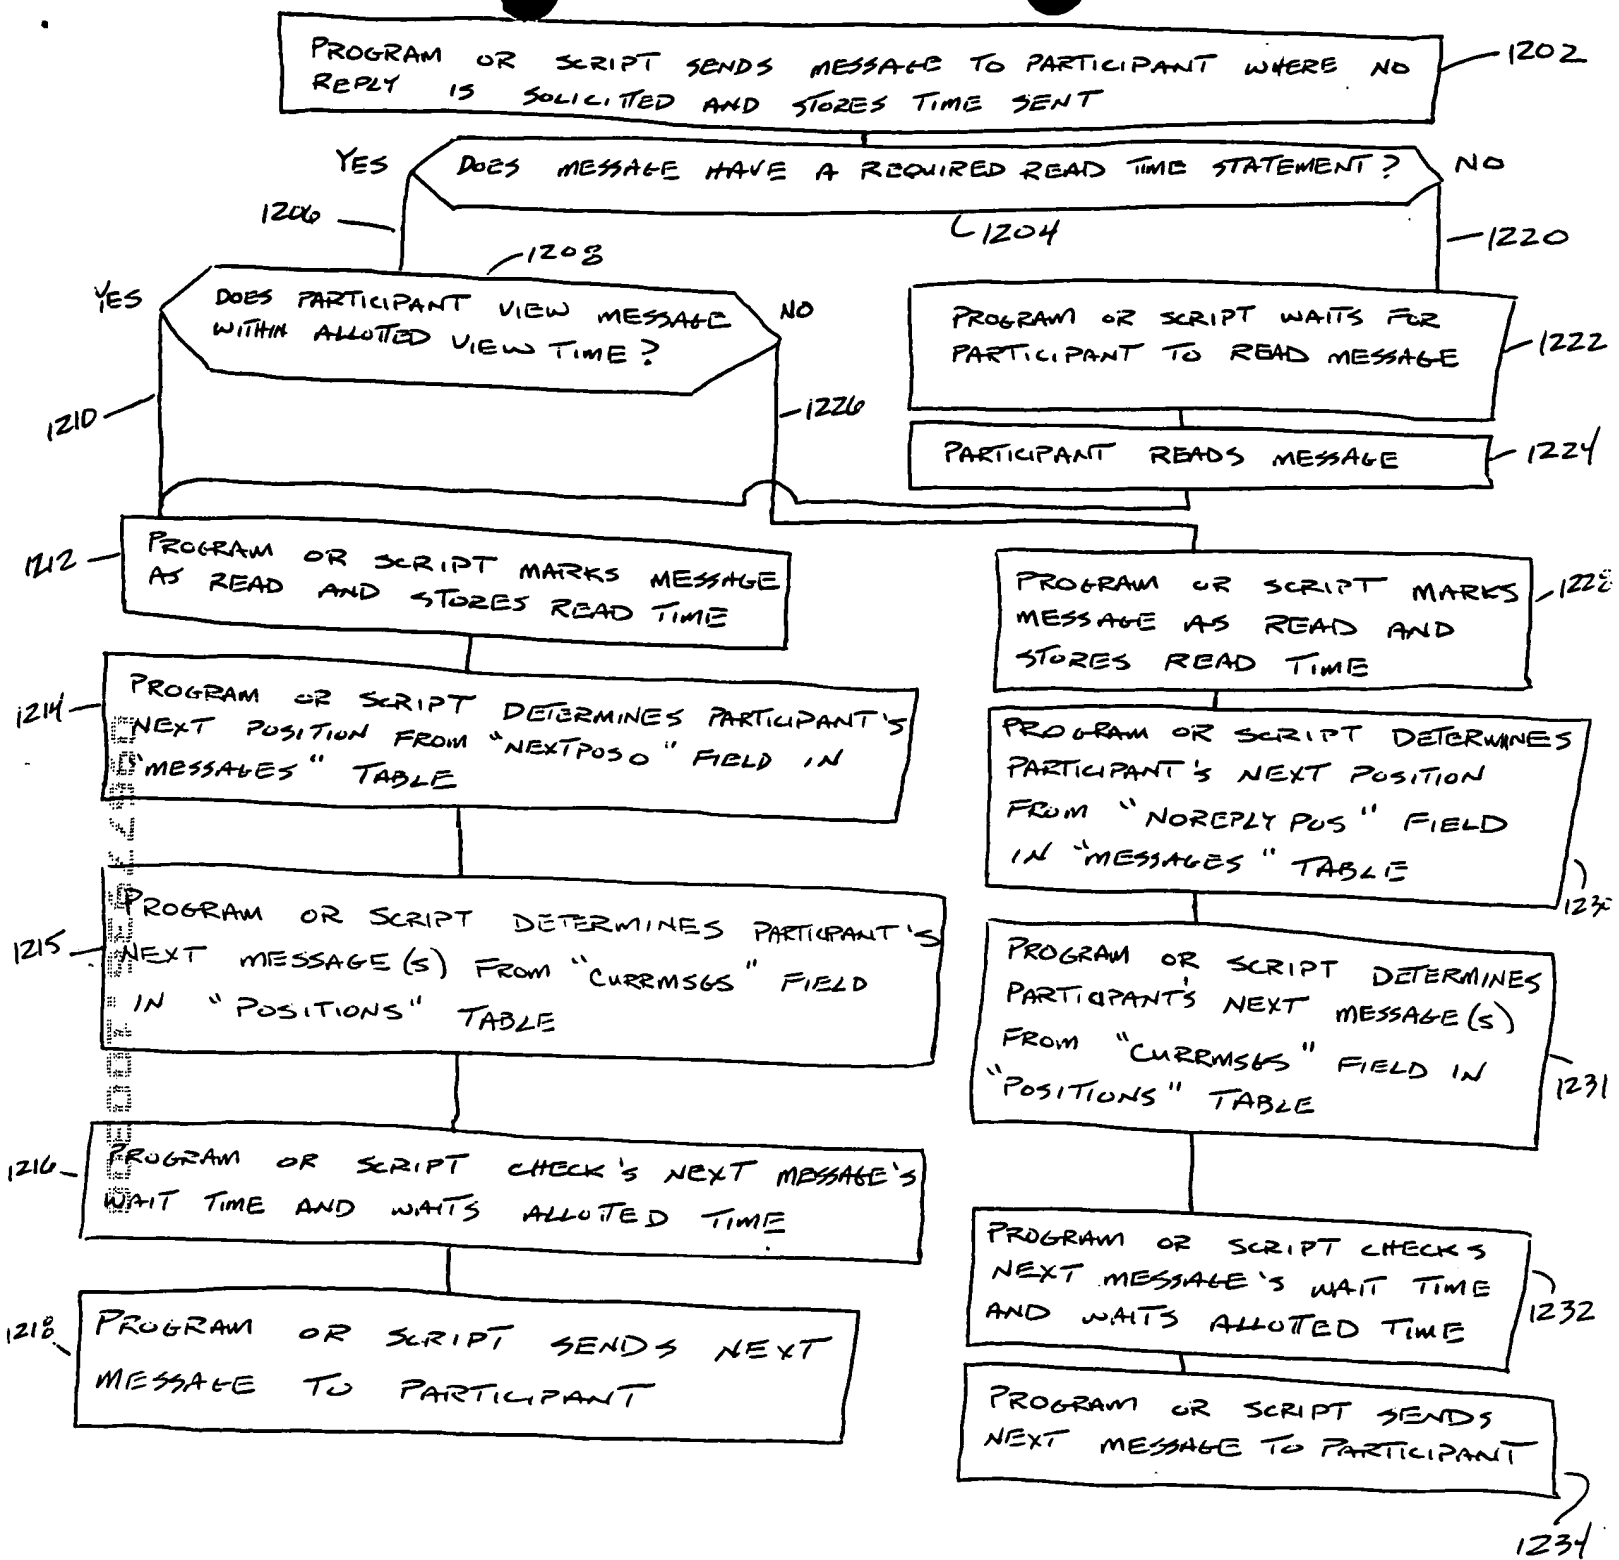 PROGRAM OR SCRIPT SENDS MESSAGE TO PARTICIPANT WHERE NO
REPLY IS SOLICITED AND STORES TIME SENT
1202
YES
DOES MESSAGE HAVE A REQUIRED READ TIME STATEMENT?
NO
1206
1204
1220
1208
YES
DOES PARTICIPANT VIEW MESSAGE
WITHIN ALLOTTED VIEW TIME?
NO
PROGRAM OR SCRIPT WAITS FOR
PARTICIPANT TO READ MESSAGE
1222
1210
1226
PARTICIPANT READS MESSAGE
1224
1212
PROGRAM OR SCRIPT MARKS MESSAGE
AS READ AND STORES READ TIME
PROGRAM OR SCRIPT MARKS
MESSAGE AS READ AND
STORES READ TIME
1228
1214
PROGRAM OR SCRIPT DETERMINES PARTICIPANT'S
NEXT POSITION FROM "NEXTPOSO" FIELD IN
"MESSAGES" TABLE
PROGRAM OR SCRIPT DETERMINES
PARTICIPANT'S NEXT POSITION
FROM "NOREPLY POS" FIELD
IN "MESSAGES" TABLE
1230
1215
PROGRAM OR SCRIPT DETERMINES PARTICIPANT'S
NEXT MESSAGE(S) FROM "CURRMSGS" FIELD
IN "POSITIONS" TABLE
PROGRAM OR SCRIPT DETERMINES
PARTICIPANT'S NEXT MESSAGE(S)
FROM "CURRMSGS" FIELD IN
"POSITIONS" TABLE
1231
1216
PROGRAM OR SCRIPT CHECK'S NEXT MESSAGE'S
WAIT TIME AND WAITS ALLOTTED TIME
PROGRAM OR SCRIPT CHECKS
NEXT MESSAGE'S WAIT TIME
AND WAITS ALLOTTED TIME
1232
1218
PROGRAM OR SCRIPT SENDS NEXT
MESSAGE TO PARTICIPANT
PROGRAM OR SCRIPT SENDS
NEXT MESSAGE TO PARTICIPANT
1234